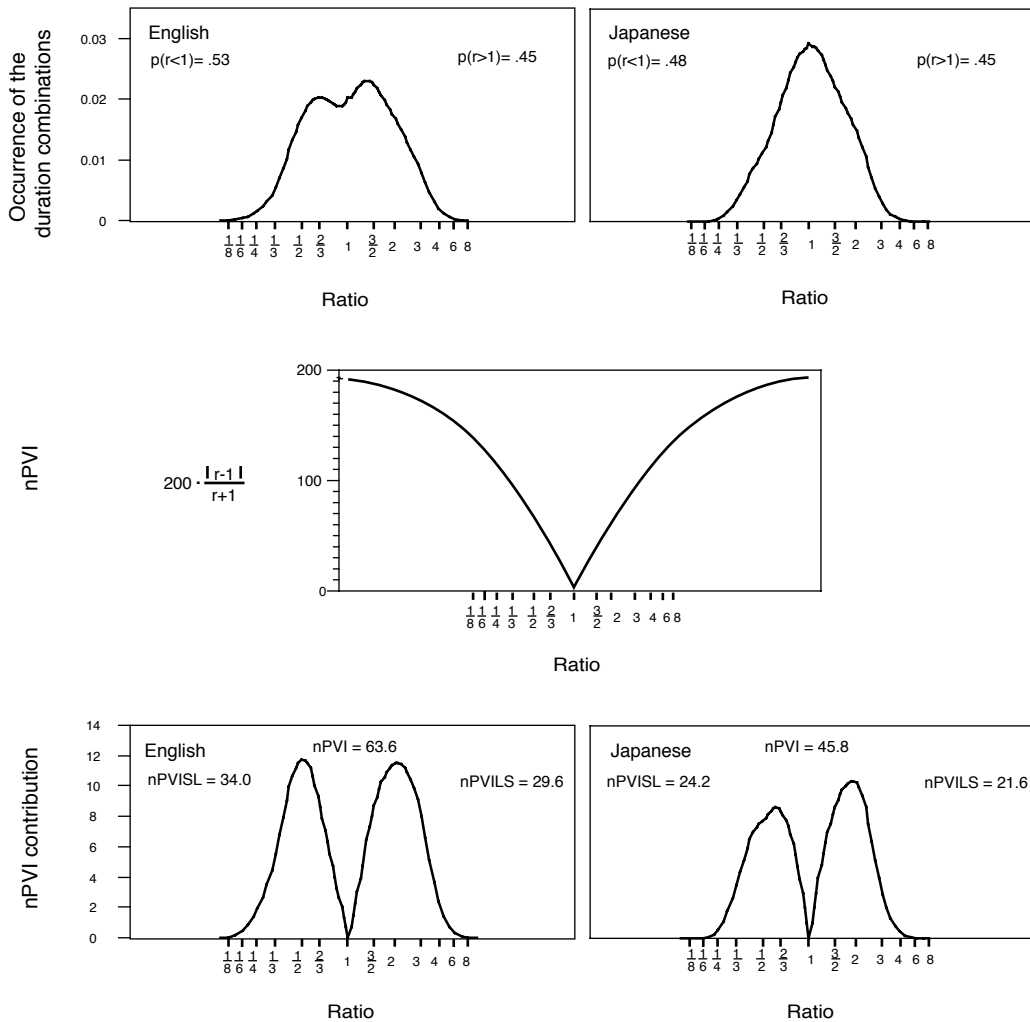 Occurrence of the
duration combinations
English
p(r<1)= .53
p(r>1)= .45
0.03
0.02
0.01
0
1/8 1/6 1/4 1/3 1/2 2/3 1 3/2 2 3 4 6 8
Ratio
Japanese
p(r<1)= .48
p(r>1)= .45
1/8 1/6 1/4 1/3 1/2 2/3 1 3/2 2 3 4 6 8
Ratio
nPVI
200 · |r-1|
r+1
200
100
0
1/8 1/6 1/4 1/3 1/2 2/3 1 3/2 2 3 4 6 8
Ratio
nPVI contribution
14
12
10
8
6
4
2
0
English
nPVI = 63.6
nPVISL = 34.0
nPVILS = 29.6
1/8 1/6 1/4 1/3 1/2 2/3 1 3/2 2 3 4 6 8
Ratio
Japanese
nPVI = 45.8
nPVISL = 24.2
nPVILS = 21.6
1/8 1/6 1/4 1/3 1/2 2/3 1 3/2 2 3 4 6 8
Ratio